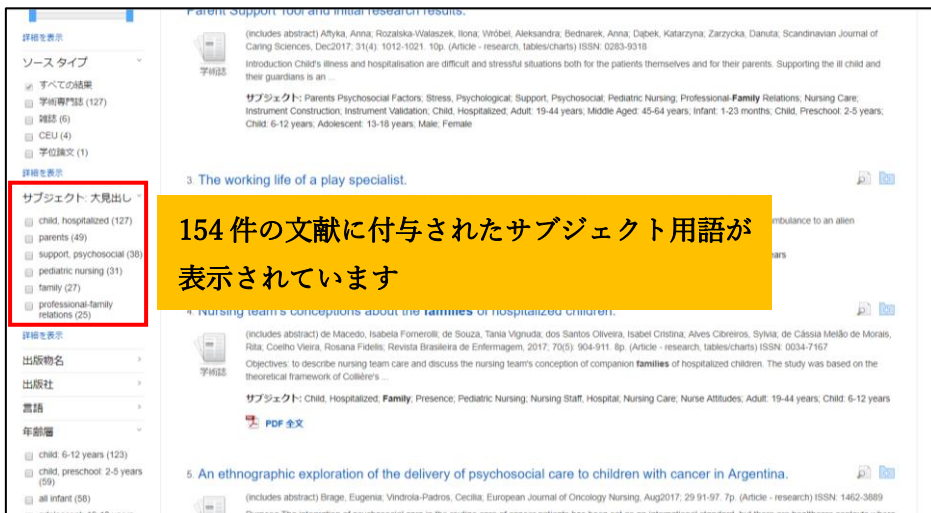 詳細を表示
ソース タイプ
すべての結果
学術専門誌 (127)
雑誌 (6)
CEU (4)
学位論文 (1)
詳細を表示
サブジェクト: 大見出し
child, hospitalized (127)
parents (49)
support, psychosocial (38)
pediatric nursing (31)
family (27)
professional-family
relations (25)
詳細を表示
出版物名
出版社
言語
年齢層
child: 6-12 years (123)
child, preschool: 2-5 years
(59)
all infant (58)
Parent Support Tool and initial research results.
(includes abstract) Aftyka, Anna; Rozalska-Walaszek, Ilona; Wróbel, Aleksandra; Bednarek, Anna; Dąbek, Katarzyna; Zarzycka, Danuta; Scandinavian Journal of
Caring Sciences, Dec2017; 31(4): 1012-1021. 10p. (Article - research, tables/charts) ISSN: 0283-9318
学術誌
Introduction Child's illness and hospitalisation are difficult and stressful situations both for the patients themselves and for their parents. Supporting the ill child and
their guardians is an ...
サブジェクト: Parents Psychosocial Factors; Stress, Psychological; Support, Psychosocial; Pediatric Nursing; Professional-Family Relations; Nursing Care;
Instrument Construction; Instrument Validation; Child, Hospitalized; Adult: 19-44 years; Middle Aged: 45-64 years; Infant: 1-23 months; Child, Preschool: 2-5 years;
Child: 6-12 years; Adolescent: 13-18 years; Male; Female
3. The working life of a play specialist.
mbulance to an alien
ears
154 件の文献に付与されたサブジェクト用語が
表示されています
4. Nursing team's conceptions about the families of hospitalized children.
(includes abstract) de Macedo, Isabela Fornerolli; de Souza, Tania Vignuda; dos Santos Oliveira, Isabel Cristina; Alves Cibreiros, Sylvia; de Cássia Melão de Morais,
Rita; Coelho Vieira, Rosana Fidelis; Revista Brasileira de Enfermagem, 2017; 70(5): 904-911. 8p. (Article - research, tables/charts) ISSN: 0034-7167
学術誌
Objectives: to describe nursing team care and discuss the nursing team's conception of companion families of hospitalized children. The study was based on the
theoretical framework of Collière's ...
サブジェクト: Child, Hospitalized; Family; Presence; Pediatric Nursing; Nursing Staff, Hospital; Nursing Care; Nurse Attitudes; Adult: 19-44 years; Child: 6-12 years
PDF 全文
5. An ethnographic exploration of the delivery of psychosocial care to children with cancer in Argentina.
(includes abstract) Brage, Eugenia; Vindrola-Padros, Cecilia; European Journal of Oncology Nursing, Aug2017; 29 91-97. 7p. (Article - research) ISSN: 1462-3889